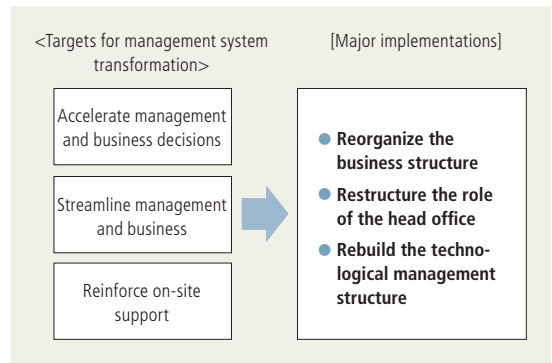 <Targets for management system
transformation>
Accelerate management
and business decisions
Streamline management
and business
Reinforce on-site
support
[Major implementations]
● Reorganize the
business structure
● Restructure the role
of the head office
● Rebuild the techno-
logical management
structure